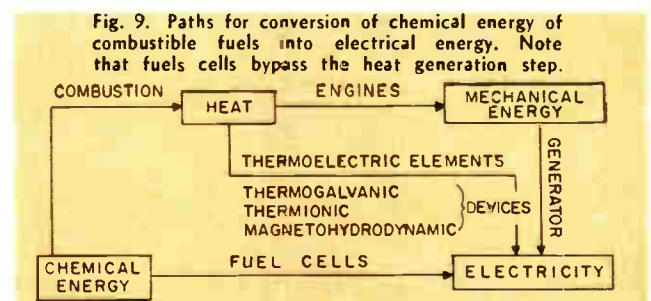 Fig. 9. Paths for conversion of chemical energy of
combustible fuels into electrical energy. Note
that fuels cells bypass the heat generation step.
COMBUSTION
HEAT
ENGINES
MECHANICAL
ENERGY
THERMOELECTRIC ELEMENTS
THERMOGALVANIC
THERMIONIC
MAGNETOHYDRODYNAMIC
DEVICES
GENERATOR
CHEMICAL
ENERGY
FUEL CELLS
ELECTRICITY